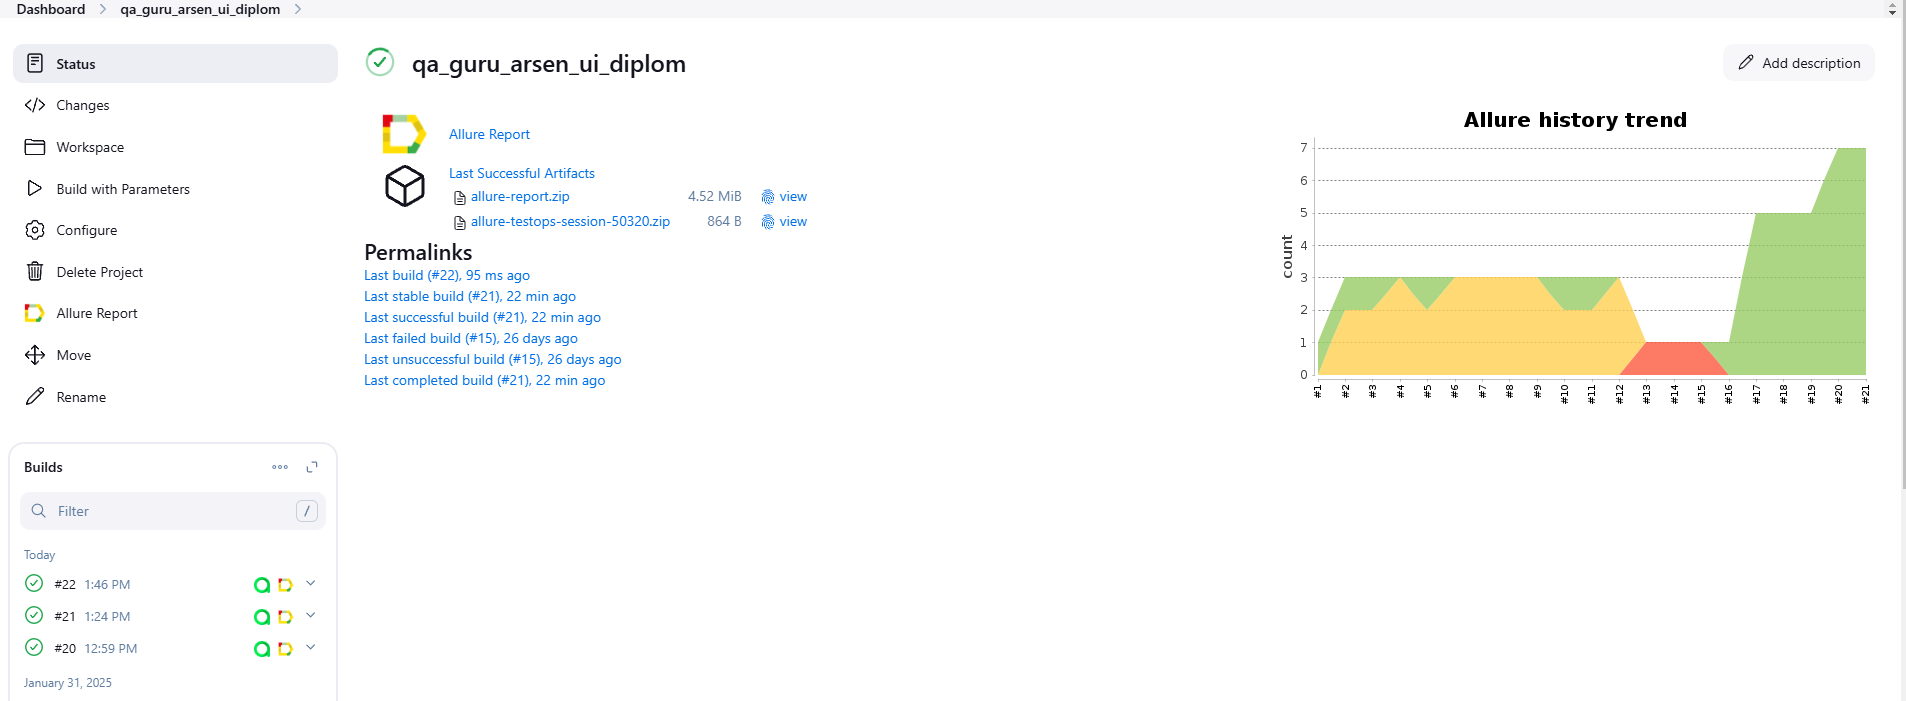 Dashboard > qa_guru_arsen_ui_diplom >
Status
Changes
Workspace
Build with Parameters
Configure
Delete Project
Allure Report
Move
Rename
Builds
Filter /
Today
#22 1:46 PM
#21 1:24 PM
#20 12:59 PM
January 31, 2025
qa_guru_arsen_ui_diplom
Add description
Allure Report
Last Successful Artifacts
allure-report.zip 4.52 MiB view
allure-testops-session-50320.zip 864 B view
Permalinks
Last build (#22), 95 ms ago
Last stable build (#21), 22 min ago
Last successful build (#21), 22 min ago
Last failed build (#15), 26 days ago
Last unsuccessful build (#15), 26 days ago
Last completed build (#21), 22 min ago
Allure history trend
count
7
6
5
4
3
2
1
0
#1 #2 #3 #4 #5 #6 #7 #8 #9 #10 #11 #12 #13 #14 #15 #16 #17 #18 #19 #20 #21